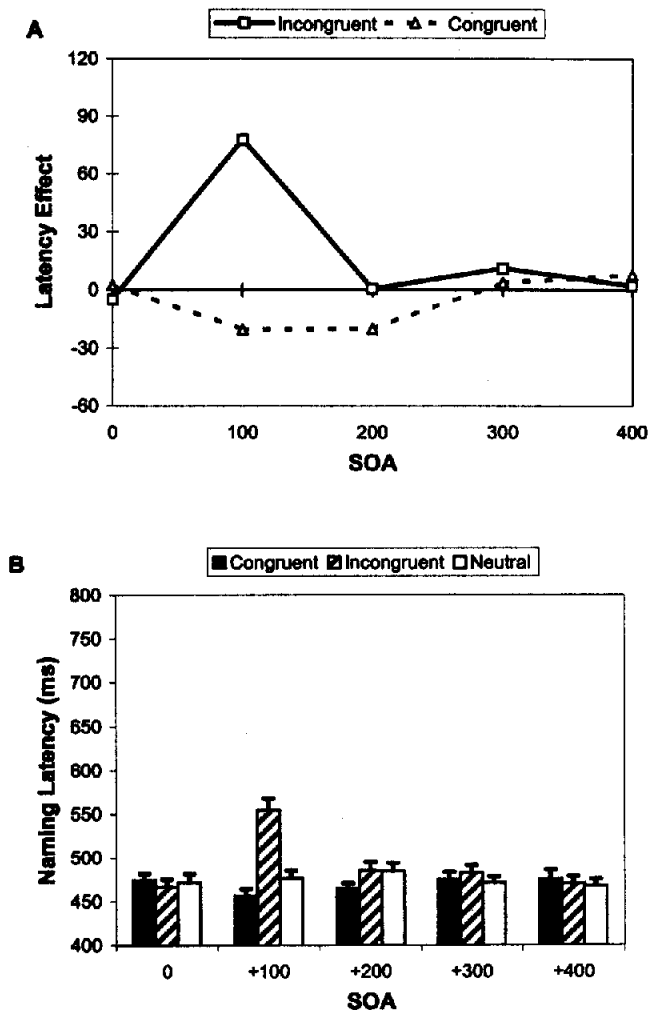 A
Incongruent Congruent
120
90
60
30
0
-30
-60
Latency Effect
0 100 200 300 400
SOA
B
Congruent Incongruent Neutral
800
750
700
650
600
550
500
450
400
Naming Latency (ms)
0 +100 +200 +300 +400
SOA